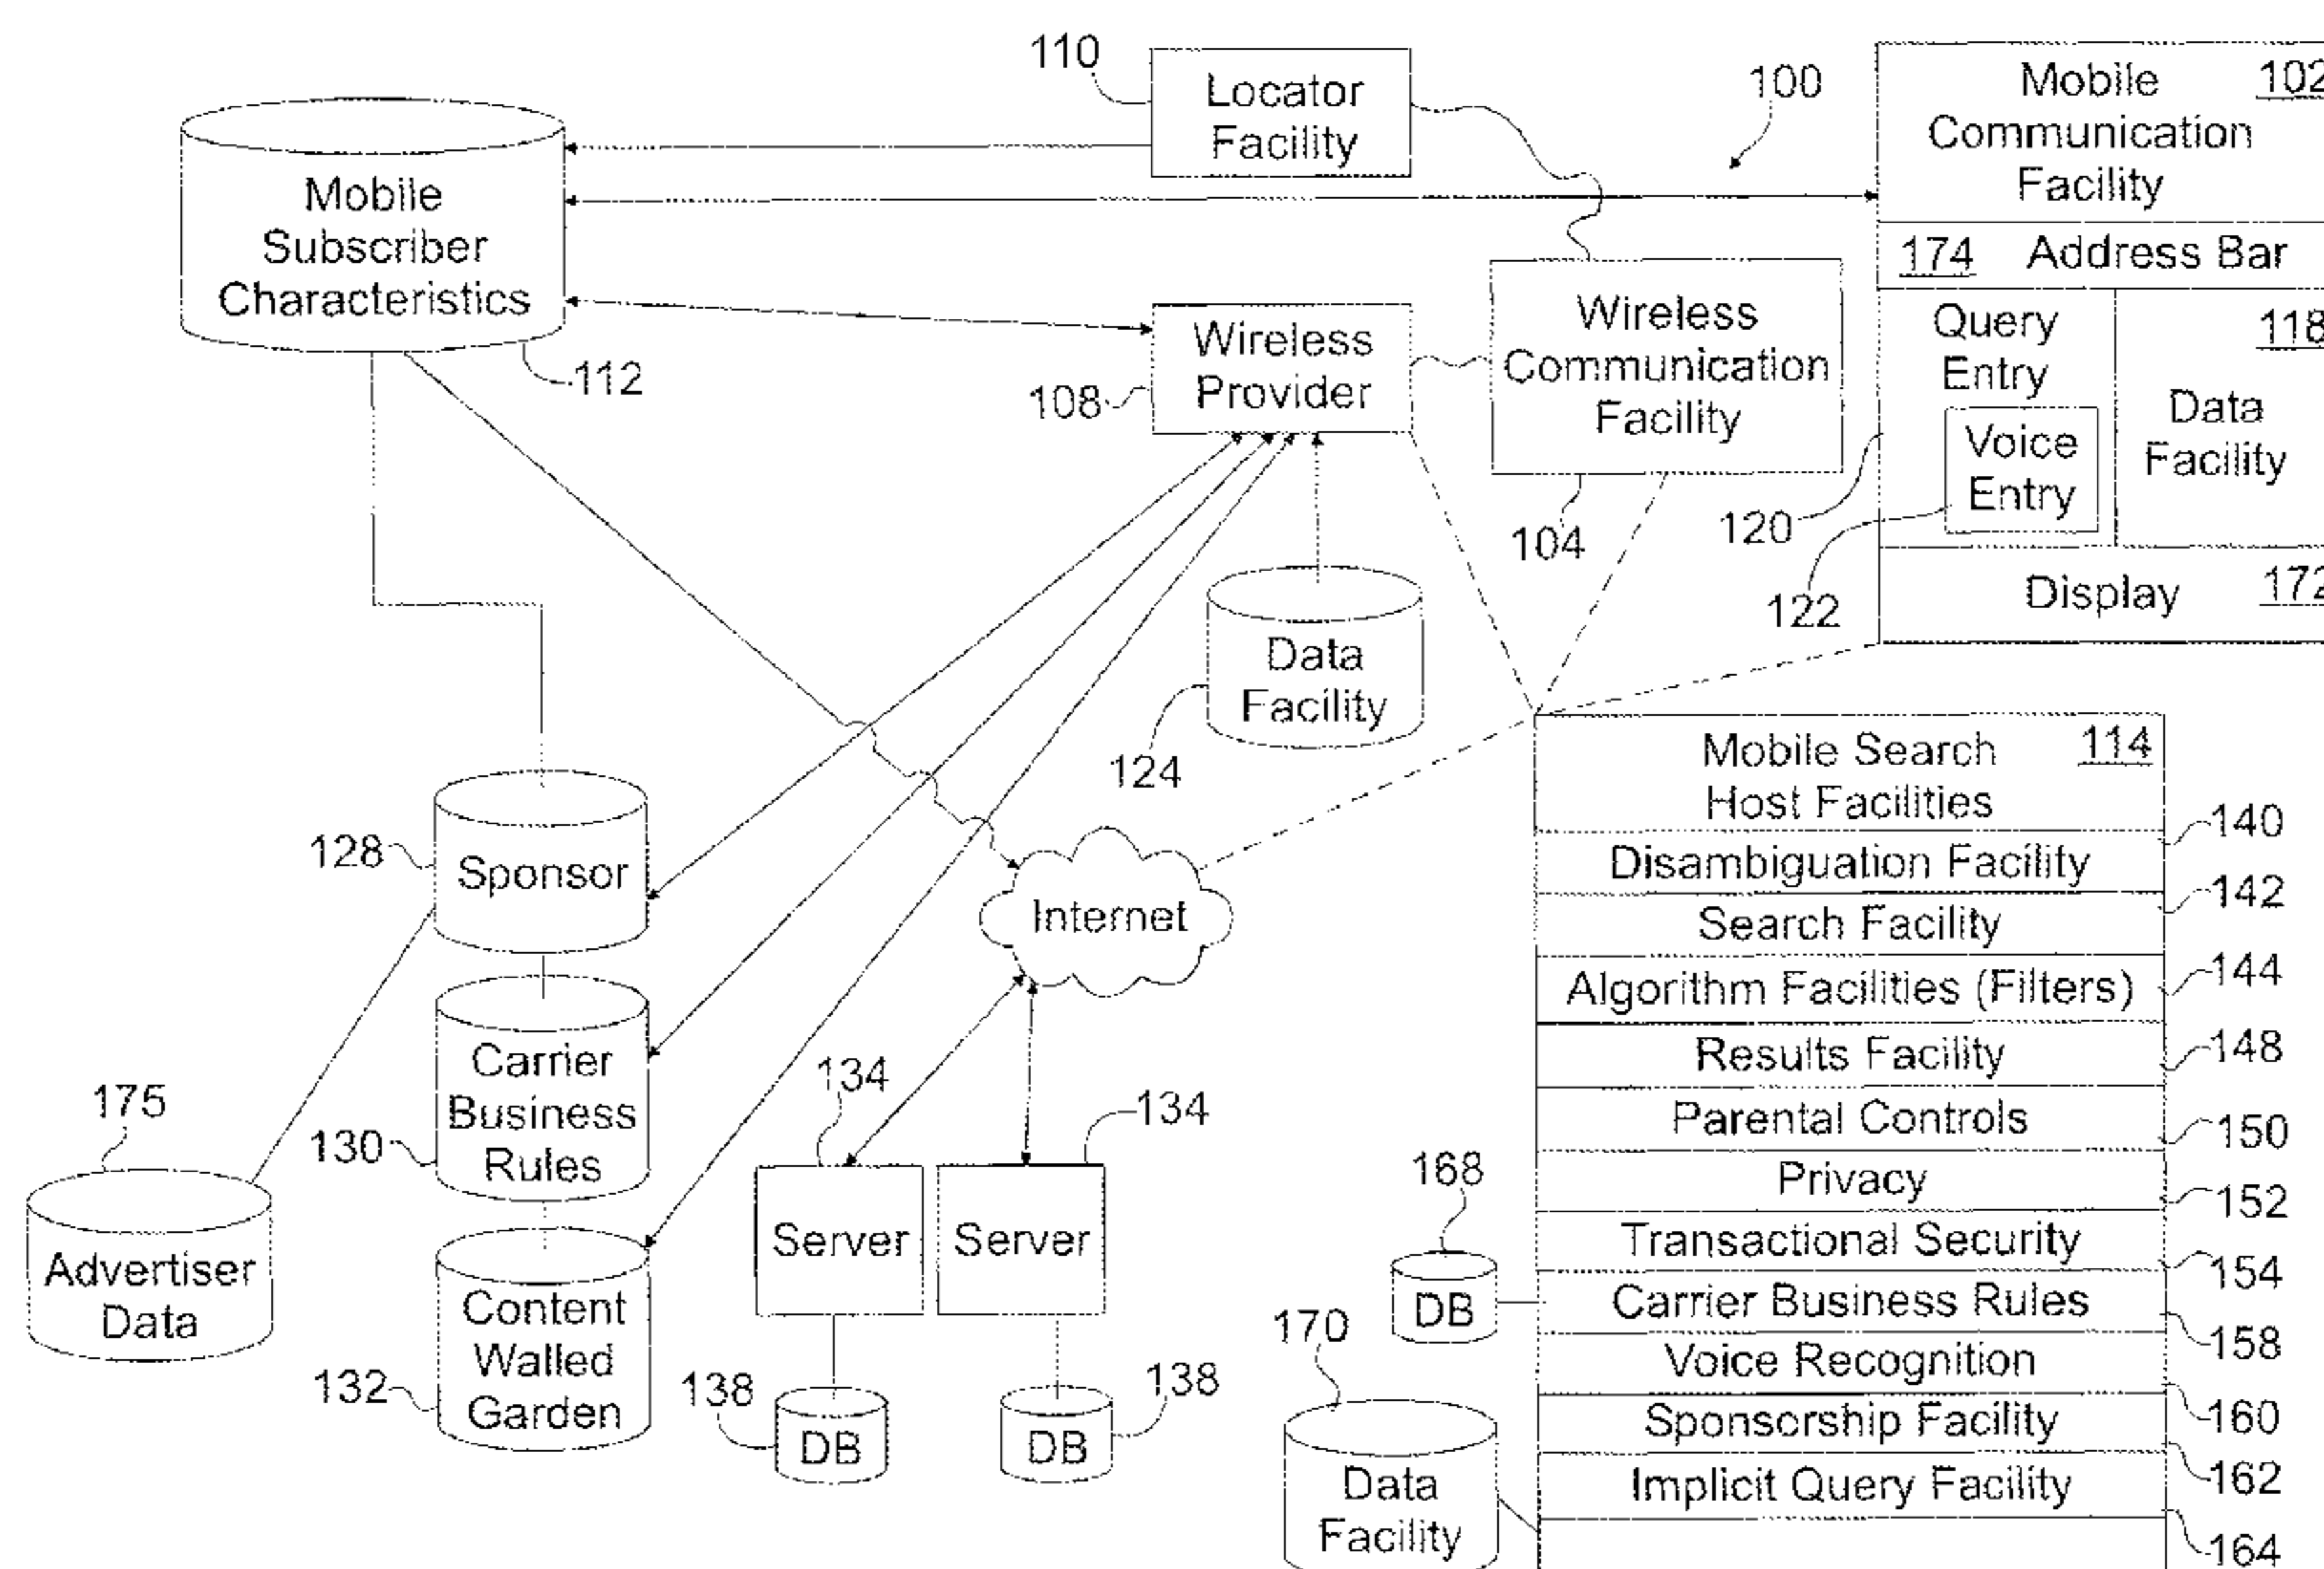 110
Locator
Facility
100
Mobile
Communication
Facility
102
Mobile
Subscriber
Characteristics
112
174
Address Bar
Query
Entry
118
Data
Facility
Voice
Entry
120
122
Display
172
Wireless
Provider
108
Wireless
Communication
Facility
104
Data
Facility
124
Mobile Search
Host Facilities
114
140
Disambiguation Facility
142
Search Facility
144
Algorithm Facilities (Filters)
148
Results Facility
150
Parental Controls
152
Privacy
154
Transactional Security
158
Carrier Business Rules
160
Voice Recognition
162
Sponsorship Facility
164
Implicit Query Facility
128
Sponsor
Internet
130
Carrier
Business
Rules
175
Advertiser
Data
132
Content
Walled
Garden
134
Server
134
Server
138
DB
138
DB
168
DB
170
Data
Facility